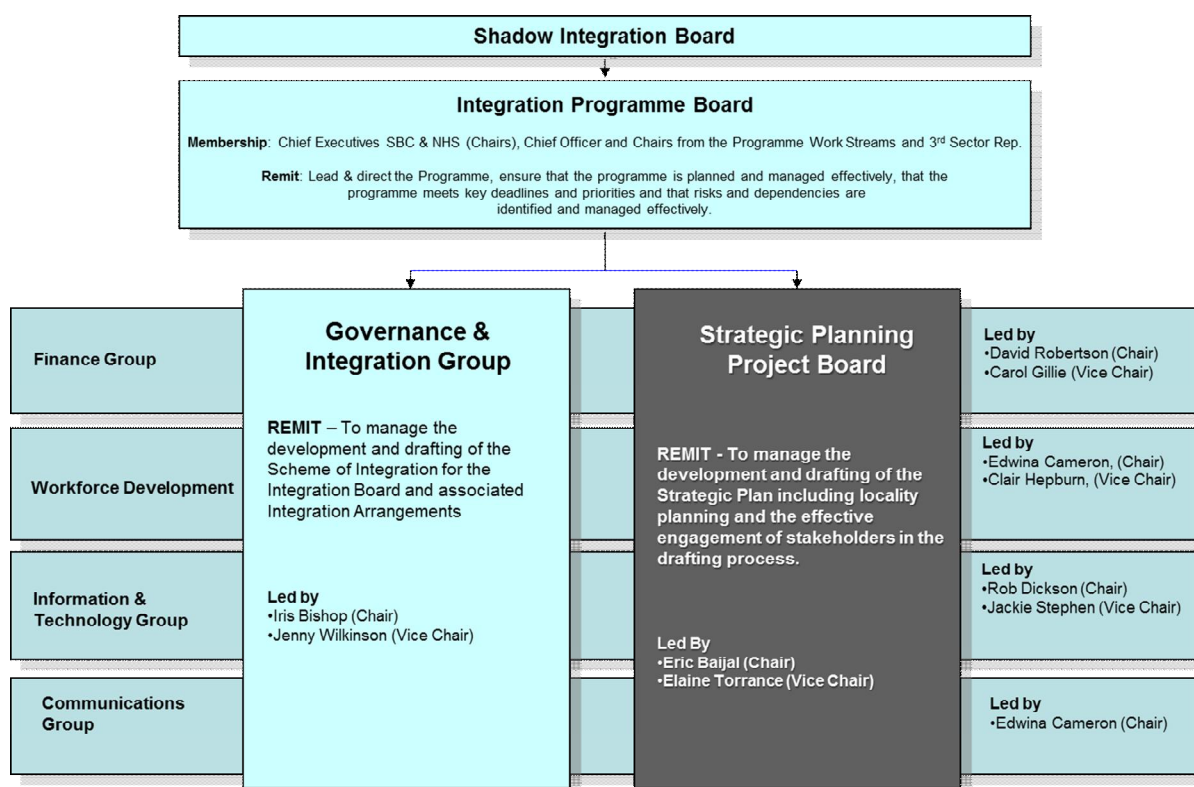 Shadow Integration Board
Integration Programme Board
Membership: Chief Executives SBC & NHS (Chairs), Chief Officer and Chairs from the Programme Work Streams and 3rd Sector Rep.
Remit: Lead & direct the Programme, ensure that the programme is planned and managed effectively, that the
programme meets key deadlines and priorities and that risks and dependencies are
identified and managed effectively.
Finance Group
Workforce Development
Information &
Technology Group
Communications
Group
Governance &
Integration Group
REMIT – To manage the
development and drafting of the
Scheme of Integration for the
Integration Board and associated
Integration Arrangements
Led by
•Iris Bishop (Chair)
•Jenny Wilkinson (Vice Chair)
Strategic Planning
Project Board
REMIT - To manage the
development and drafting of the
Strategic Plan including locality
planning and the effective
engagement of stakeholders in the
drafting process.
Led By
•Eric Baijal (Chair)
•Elaine Torrance (Vice Chair)
Led by
•David Robertson (Chair)
•Carol Gillie (Vice Chair)
Led by
•Edwina Cameron, (Chair)
•Clair Hepburn, (Vice Chair)
Led by
•Rob Dickson (Chair)
•Jackie Stephen (Vice Chair)
Led by
•Edwina Cameron (Chair)